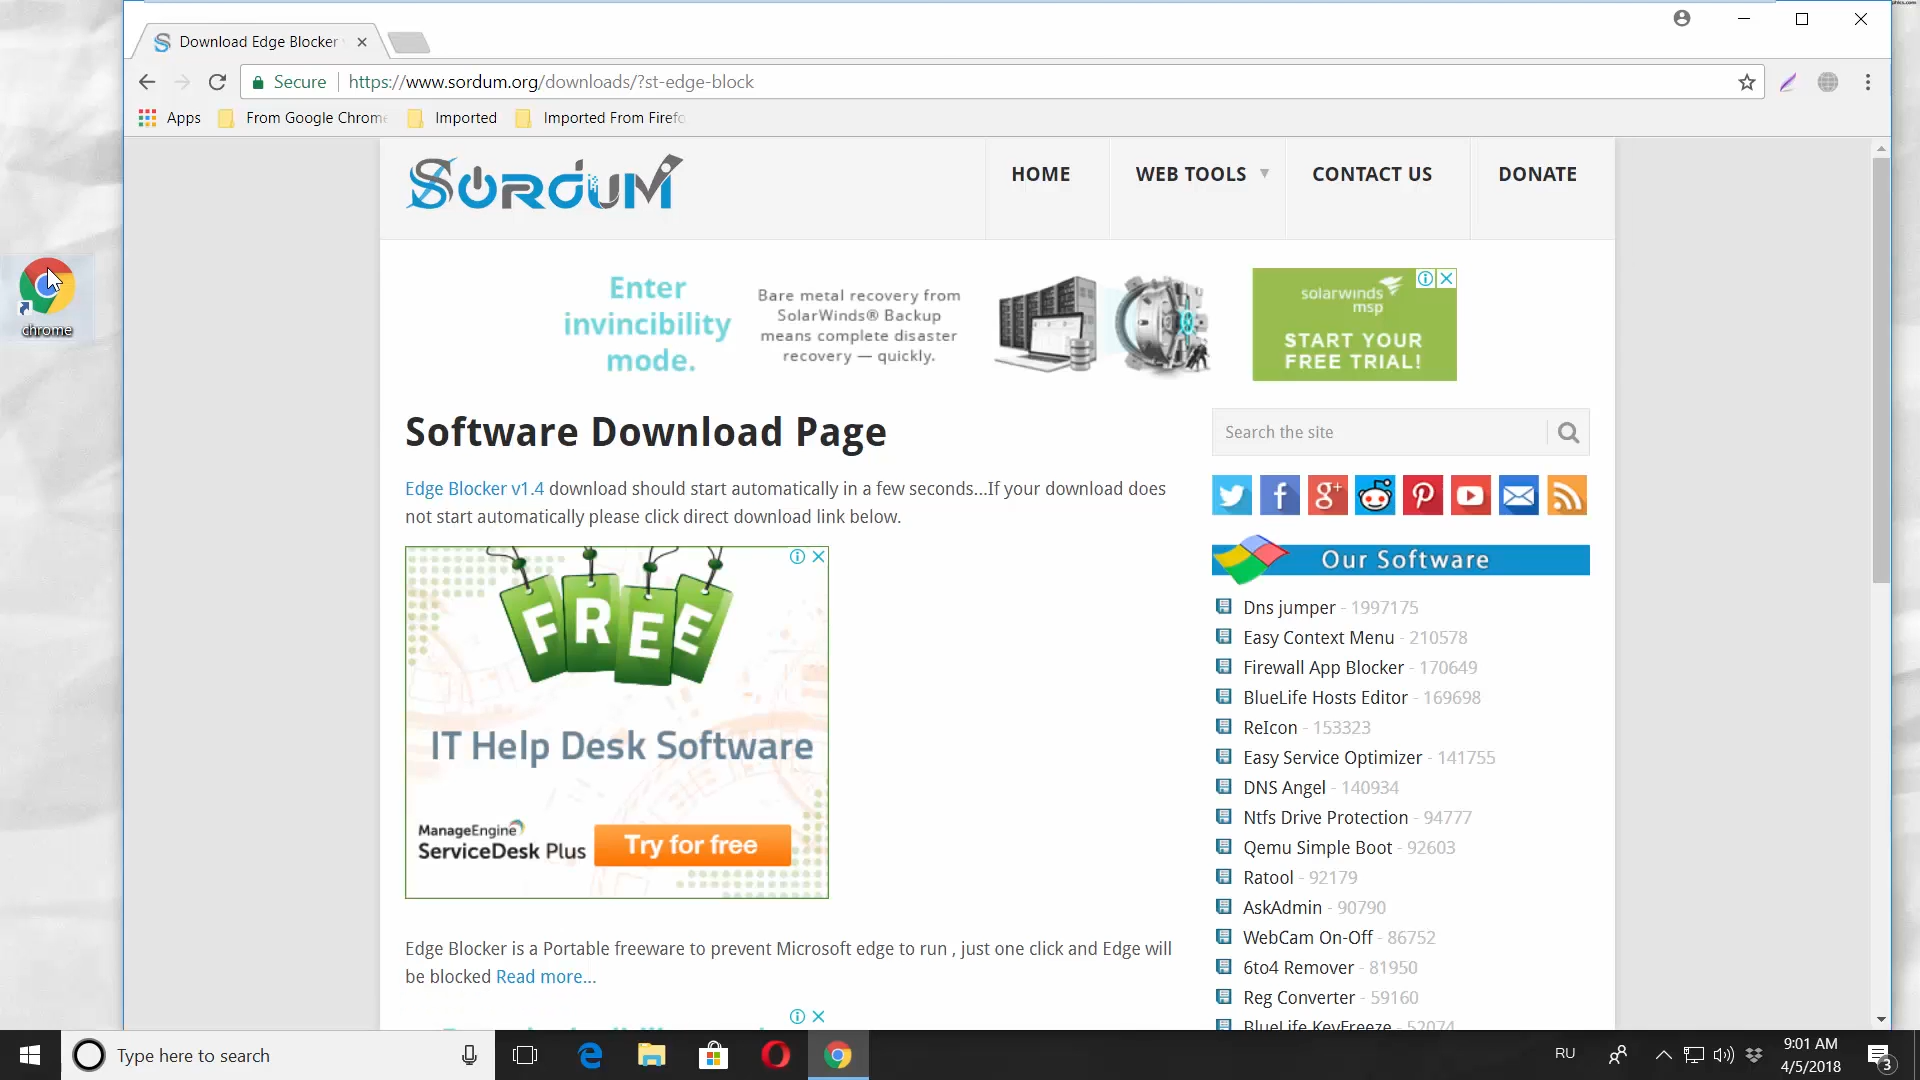 Download Edge Blocker
Secure
https://www.sordum.org/downloads/?st-edge-block
Apps
From Google Chrome
Imported
Imported From Firefo
SORDUM
HOME
WEB TOOLS
CONTACT US
DONATE
chrome
Enter
invincibility
mode.
Bare metal recovery from
SolarWinds® Backup
means complete disaster
recovery — quickly.
solarwinds
msp
START YOUR
FREE TRIAL!
Software Download Page
Search the site
Edge Blocker v1.4 download should start automatically in a few seconds...If your download does
not start automatically please click direct download link below.
FREE
IT Help Desk Software
ManageEngine
ServiceDesk Plus
Try for free
Edge Blocker is a Portable freeware to prevent Microsoft edge to run , just one click and Edge will
be blocked Read more...
Our Software
Dns jumper - 1997175
Easy Context Menu - 210578
Firewall App Blocker - 170649
BlueLife Hosts Editor - 169698
ReIcon - 153323
Easy Service Optimizer - 141755
DNS Angel - 140934
Ntfs Drive Protection - 94777
Qemu Simple Boot - 92603
Ratool - 92179
AskAdmin - 90790
WebCam On-Off - 86752
6to4 Remover - 81950
Reg Converter - 59160
BlueLife KeyFreeze - 52074
Type here to search
RU
9:01 AM
4/5/2018
3